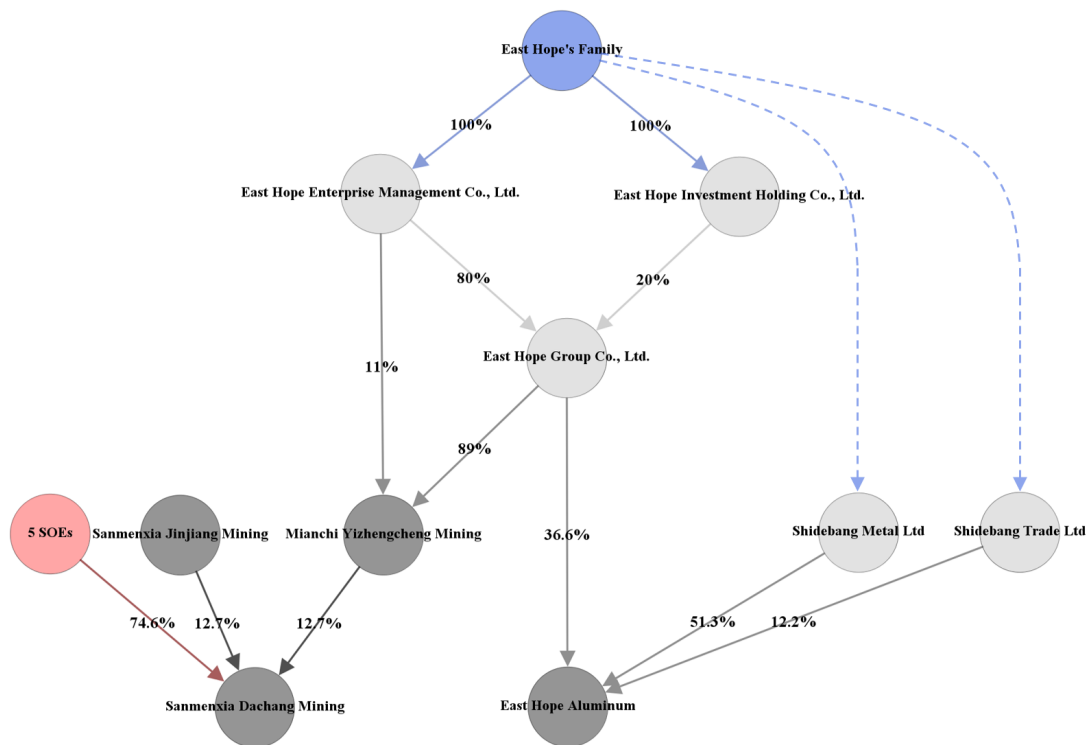 East Hope's Family
100%
100%
East Hope Enterprise Management Co., Ltd.
East Hope Investment Holding Co., Ltd.
80%
20%
East Hope Group Co., Ltd.
11%
89%
5 SOEs
Sanmenxia Jinjiang Mining
Mianchi Yizhengcheng Mining
36.6%
Shidebang Metal Ltd
Shidebang Trade Ltd
74.6%
12.7%
12.7%
51.3%
12.2%
Sanmenxia Dachang Mining
East Hope Aluminum